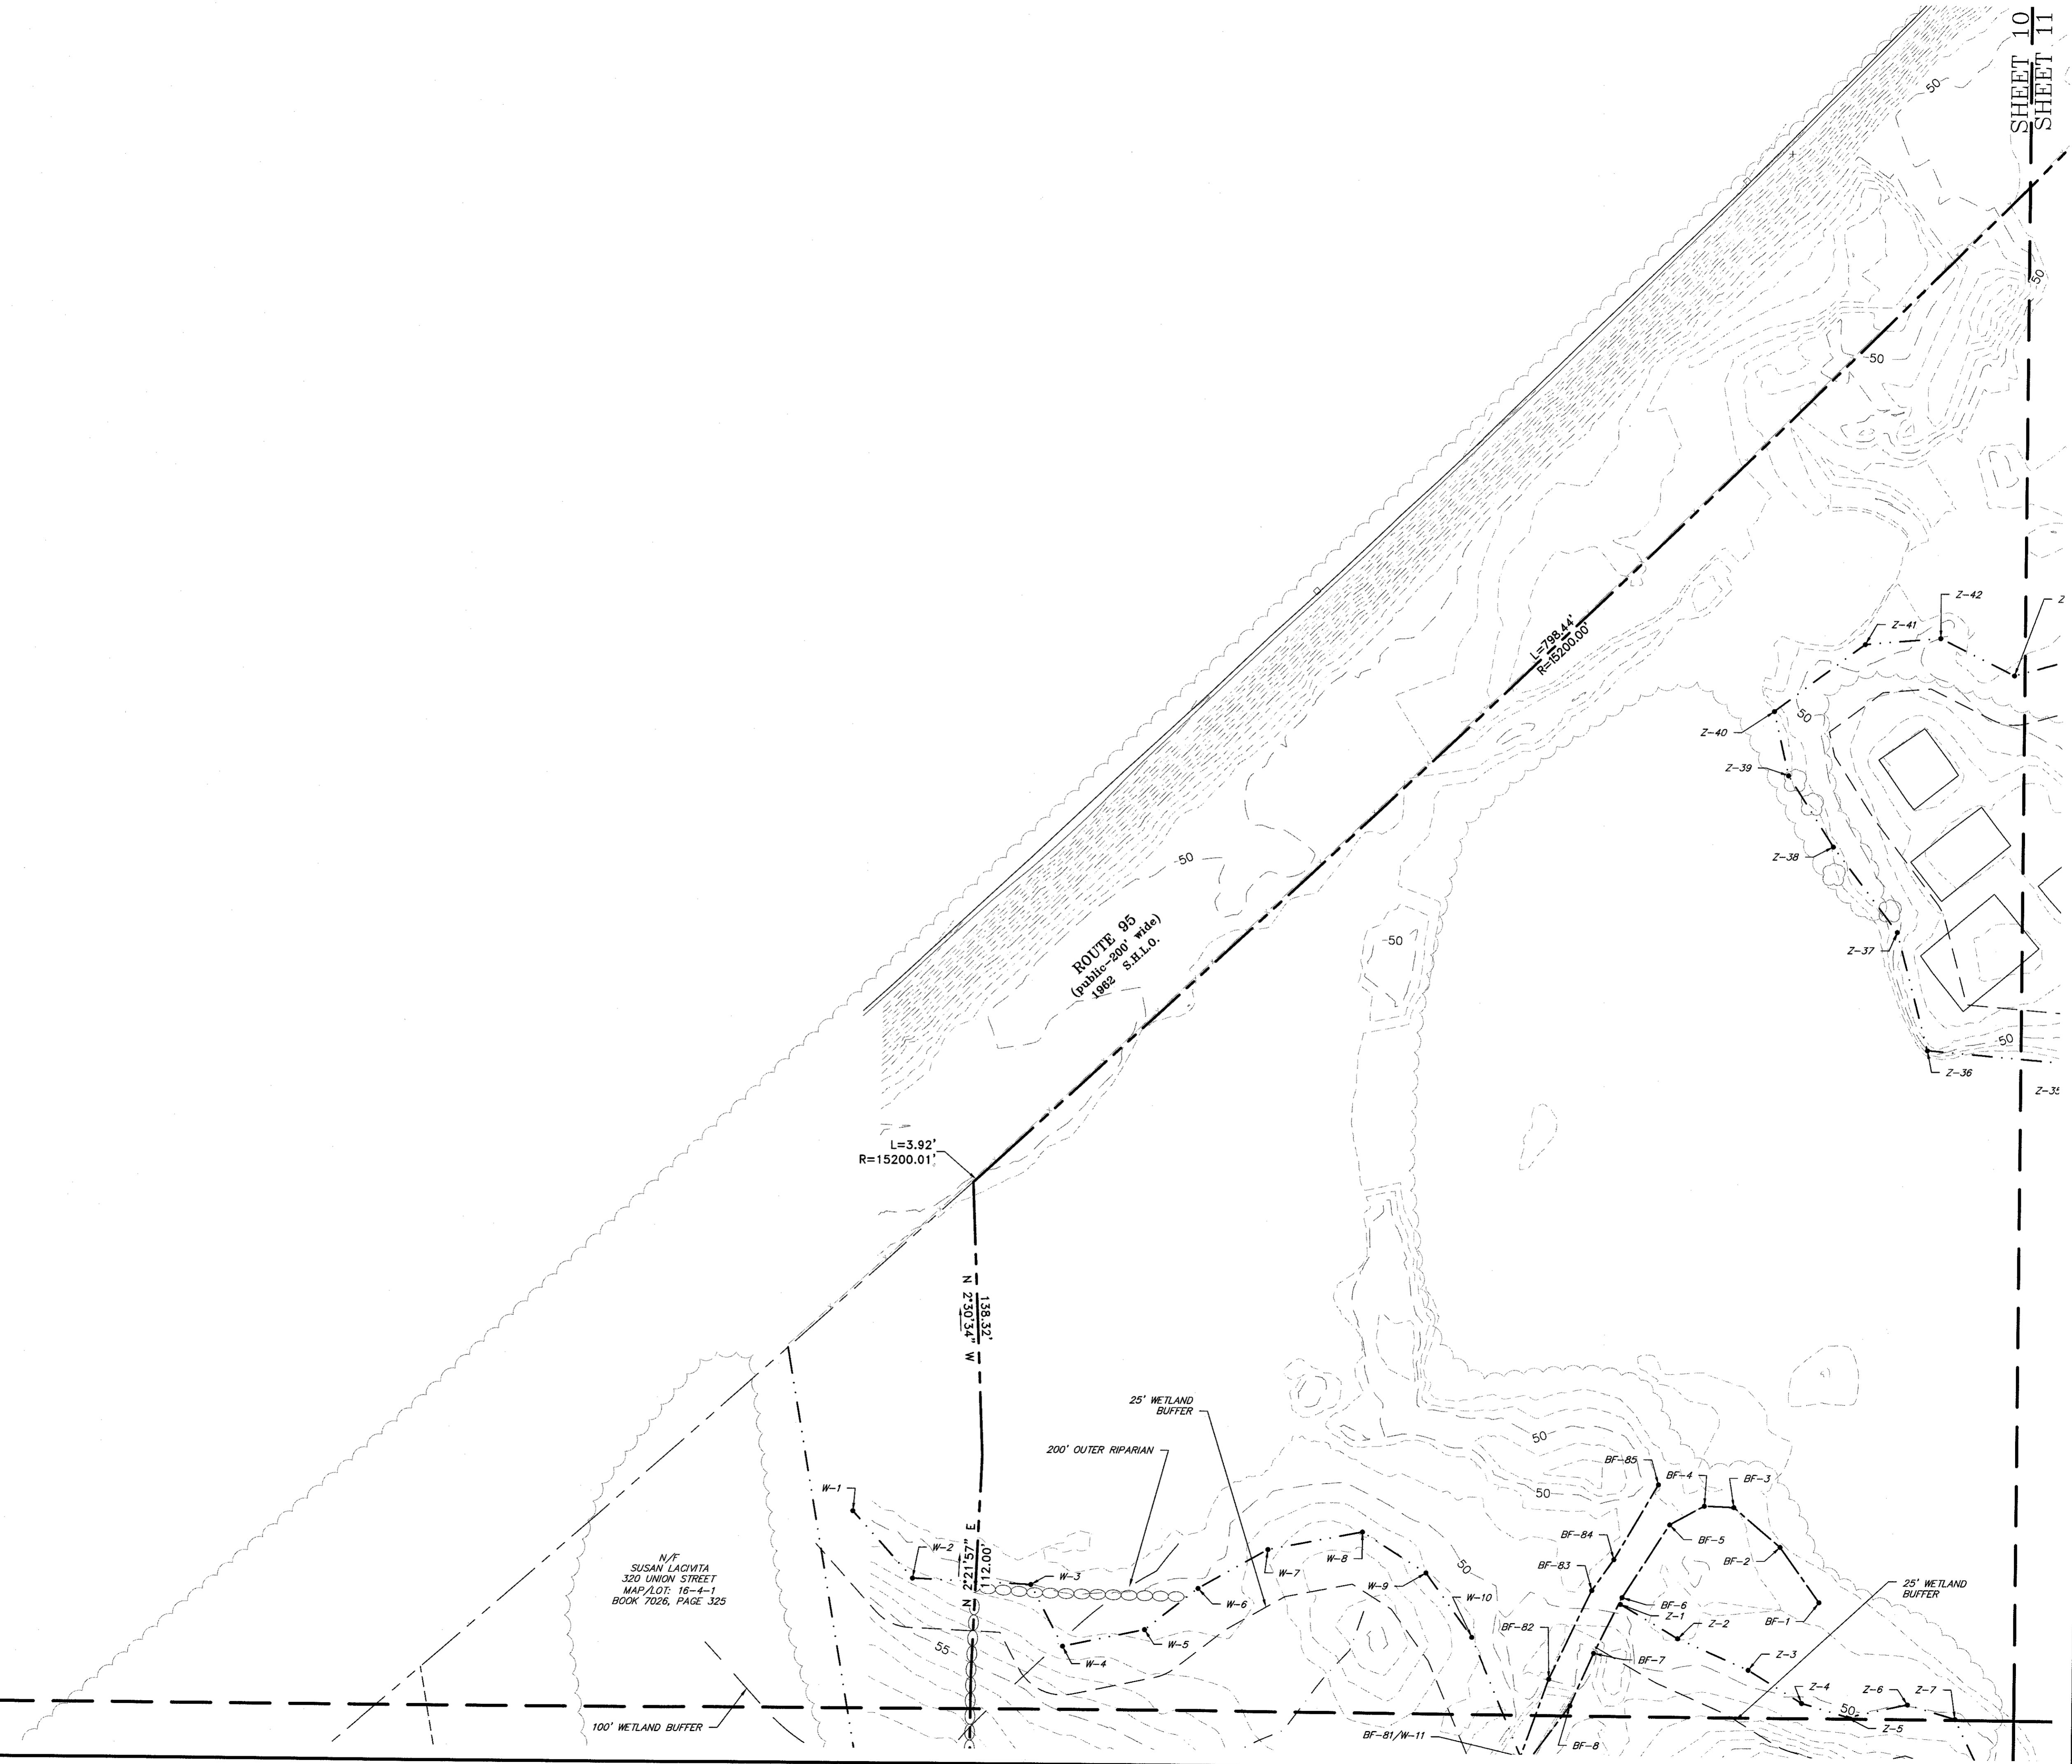 SHEET 10
SHEET 11
50
50
50
L=798.44'
R=15200.00'
Z-42
Z-41
Z
50
Z-40
Z-39
Z-38
50
ROUTE 95
(public-200' wide)
1962 S.H.L.O.
50
Z-37
50
Z-36
Z-35
L=3.92'
R=15200.01'
138.32'
N 2°30'34" W
25' WETLAND
BUFFER
200' OUTER RIPARIAN
50
BF-85
BF-4
BF-3
W-1
50
BF-84
BF-5
BF-2
W-2
N 2°21'57" E
112.00'
W-3
W-7
W-8
W-9
50
BF-83
N/F
SUSAN LACIVITA
320 UNION STREET
MAP/LOT: 16-4-1
BOOK 7026, PAGE 325
W-6
W-10
BF-6
Z-1
Z-2
BF-1
25' WETLAND
BUFFER
BF-82
55
W-5
W-4
BF-7
Z-3
Z-4
Z-6
Z-7
50
Z-5
100' WETLAND BUFFER
BF-81/W-11
BF-8